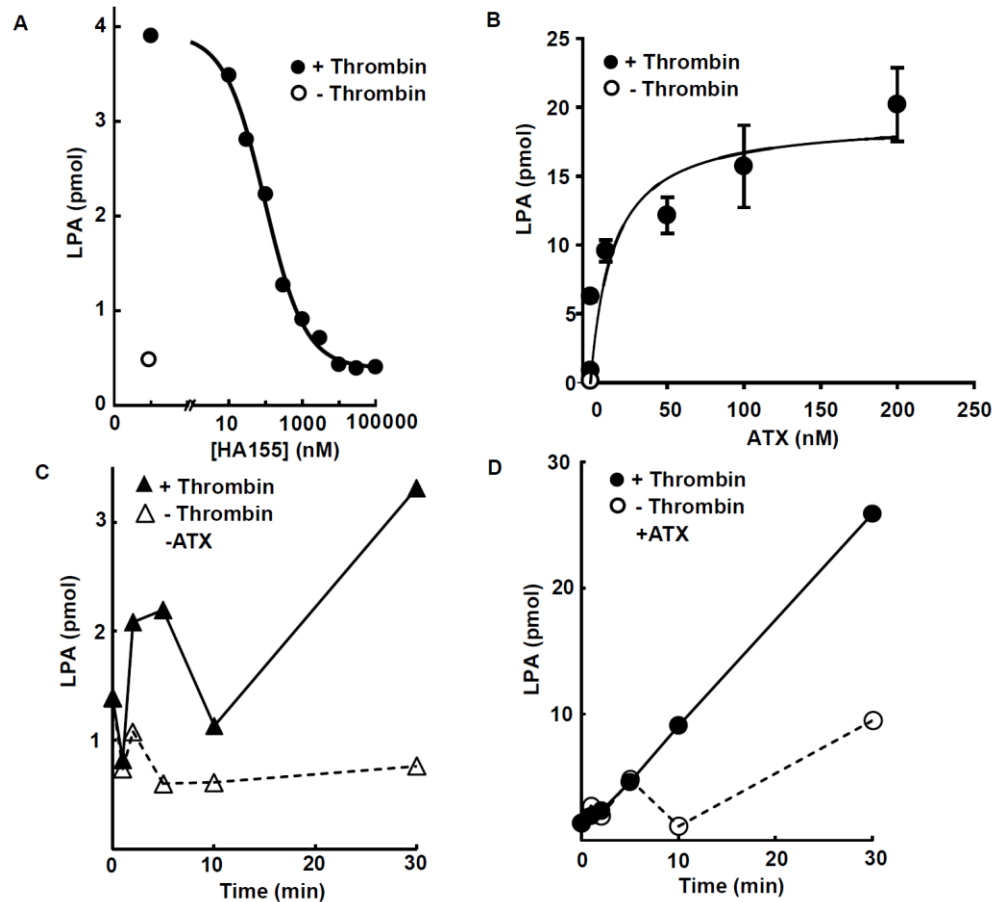 A
LPA (pmol)
4
3
2
1
0
+ Thrombin
- Thrombin
0 10 1000 100000
[HA155] (nM)
B
LPA (pmol)
25
20
15
10
5
0
+ Thrombin
- Thrombin
0 50 100 150 200 250
ATX (nM)
C
LPA (pmol)
3
2
1
+ Thrombin
- Thrombin
-ATX
0 10 20 30
Time (min)
D
LPA (pmol)
30
20
10
+ Thrombin
- Thrombin
+ATX
0 10 20 30
Time (min)